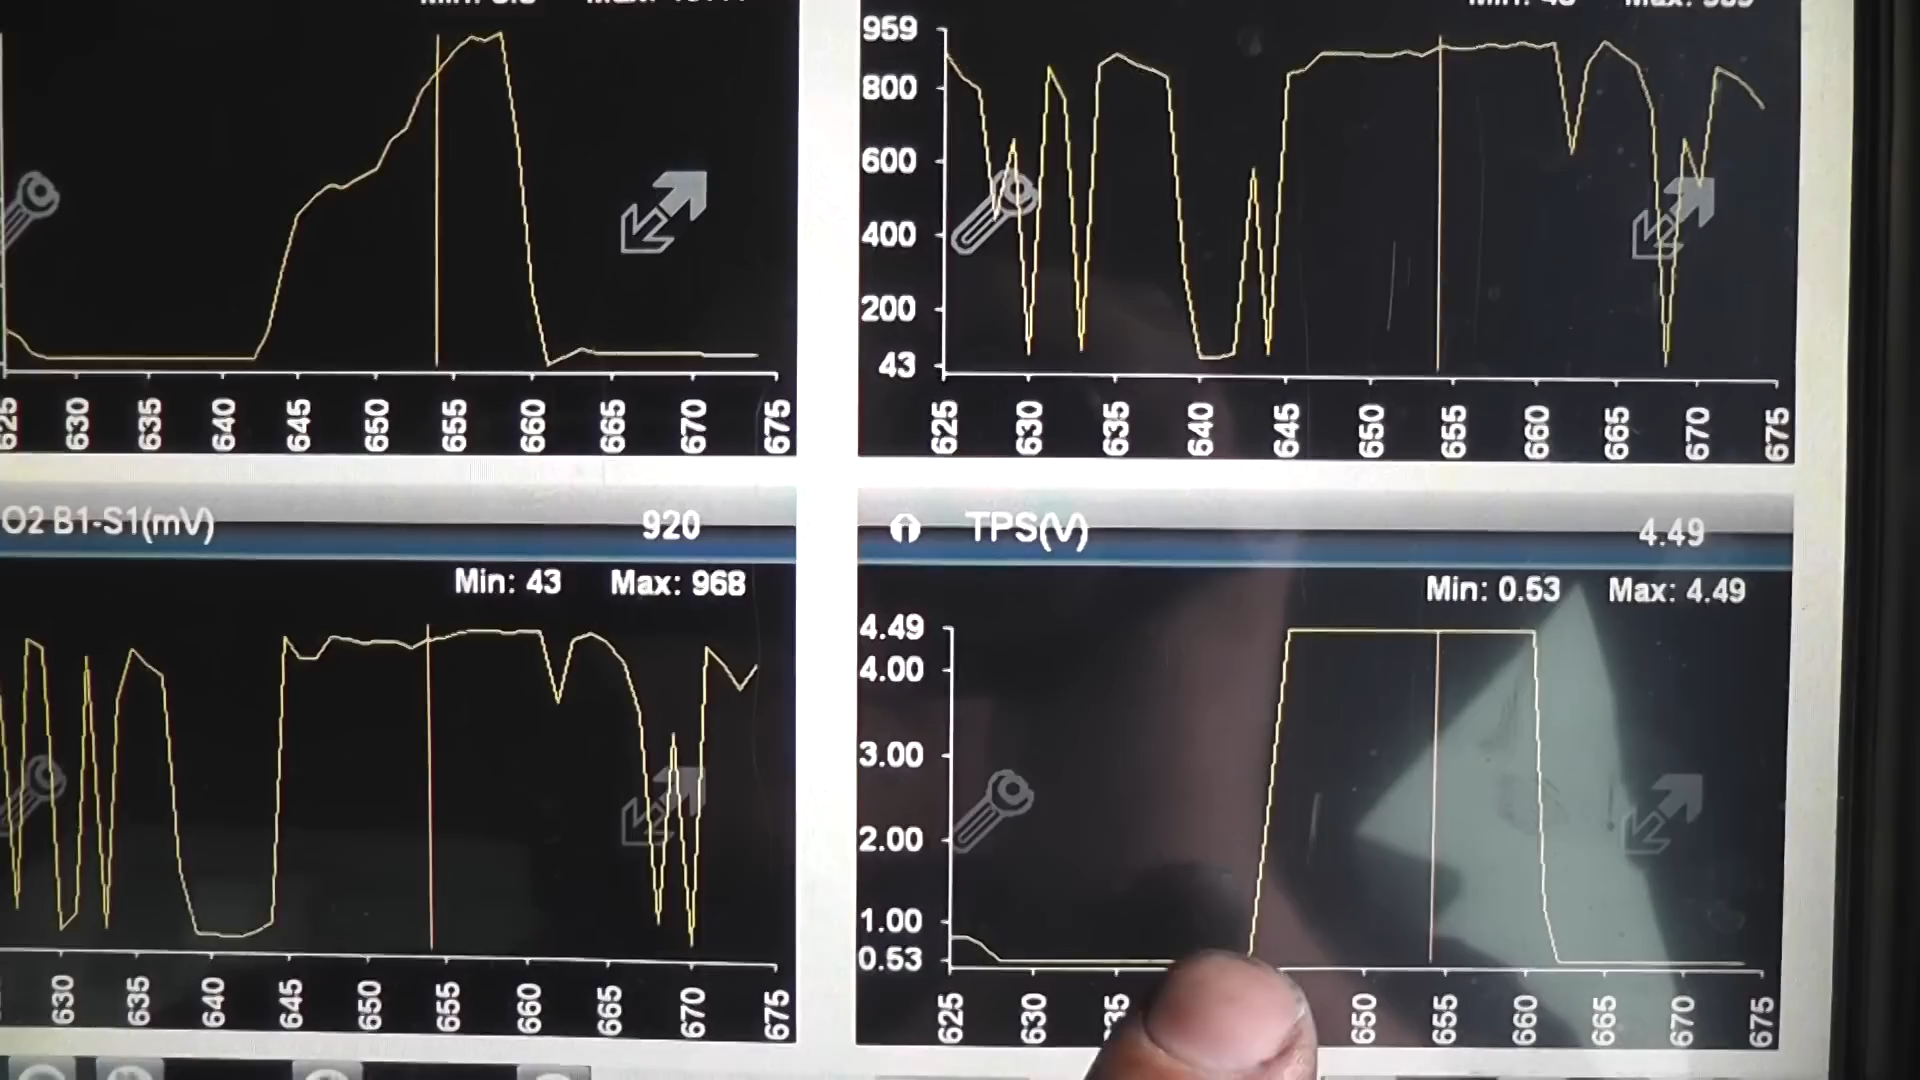 959
800
600
400
200
43
630 635 640 645 650 655 660 665 670 675
625 630 635 640 645 650 655 660 665 670 675
O2 B1-S1(mV) 920
Min: 43 Max: 968
630 635 640 645 650 655 660 665 670 675
TPS(V) 4.49
Min: 0.53 Max: 4.49
4.49
4.00
3.00
2.00
1.00
0.53
625 630 650 655 660 665 670 675